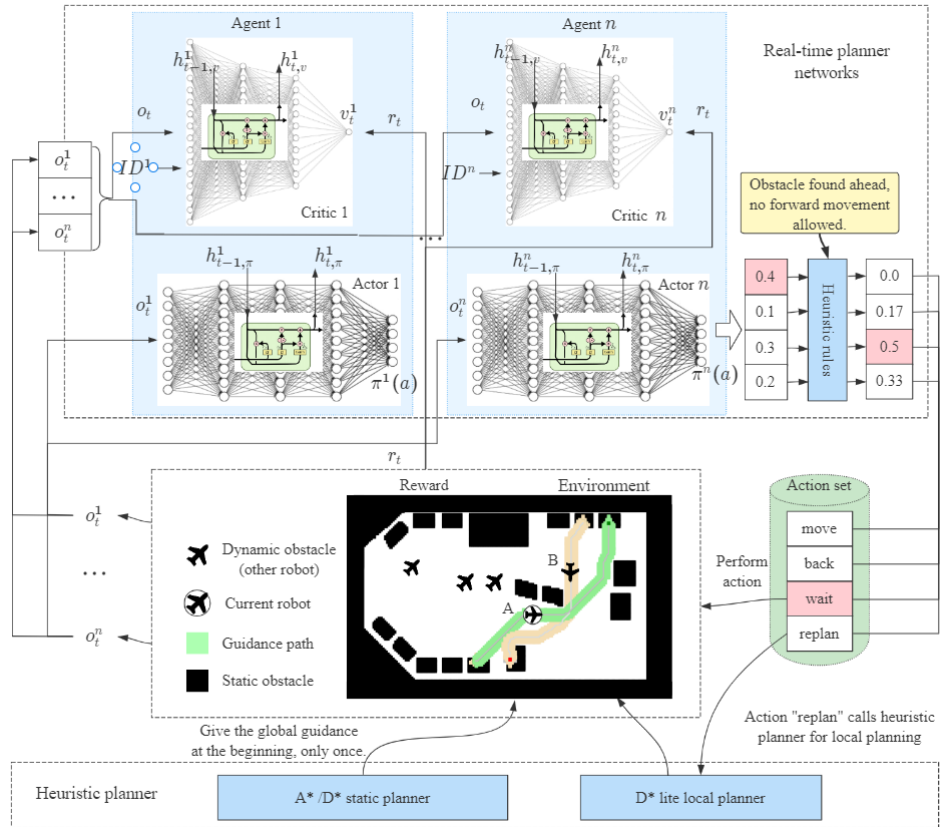 Agent 1
Agent n
Real-time planner
networks
h^1_{t-1,v}
h^1_{t,v}
h^n_{t-1,v}
h^n_{t,v}
o_t
v^1_t
r_t
o_t
v^n_t
r_t
o^1_t
...
o^n_t
ID^1
ID^n
Critic 1
Critic n
...
Obstacle found ahead,
no forward movement
allowed.
h^1_{t-1,π}
h^1_{t,π}
h^n_{t-1,π}
h^n_{t,π}
Actor 1
Actor n
o^1_t
o^n_t
π^1(a)
π^n(a)
0.4
0.1
0.3
0.2
Heuristic rules
0.0
0.17
0.5
0.33
r_t
Reward
Environment
o^1_t
...
o^n_t
Dynamic obstacle
(other robot)
Current robot
Guidance path
Static obstacle
A
B
Perform
action
Action set
move
back
wait
replan
Give the global guidance
at the beginning, only once.
Action "replan" calls heuristic
planner for local planning
Heuristic planner
A* /D* static planner
D* lite local planner